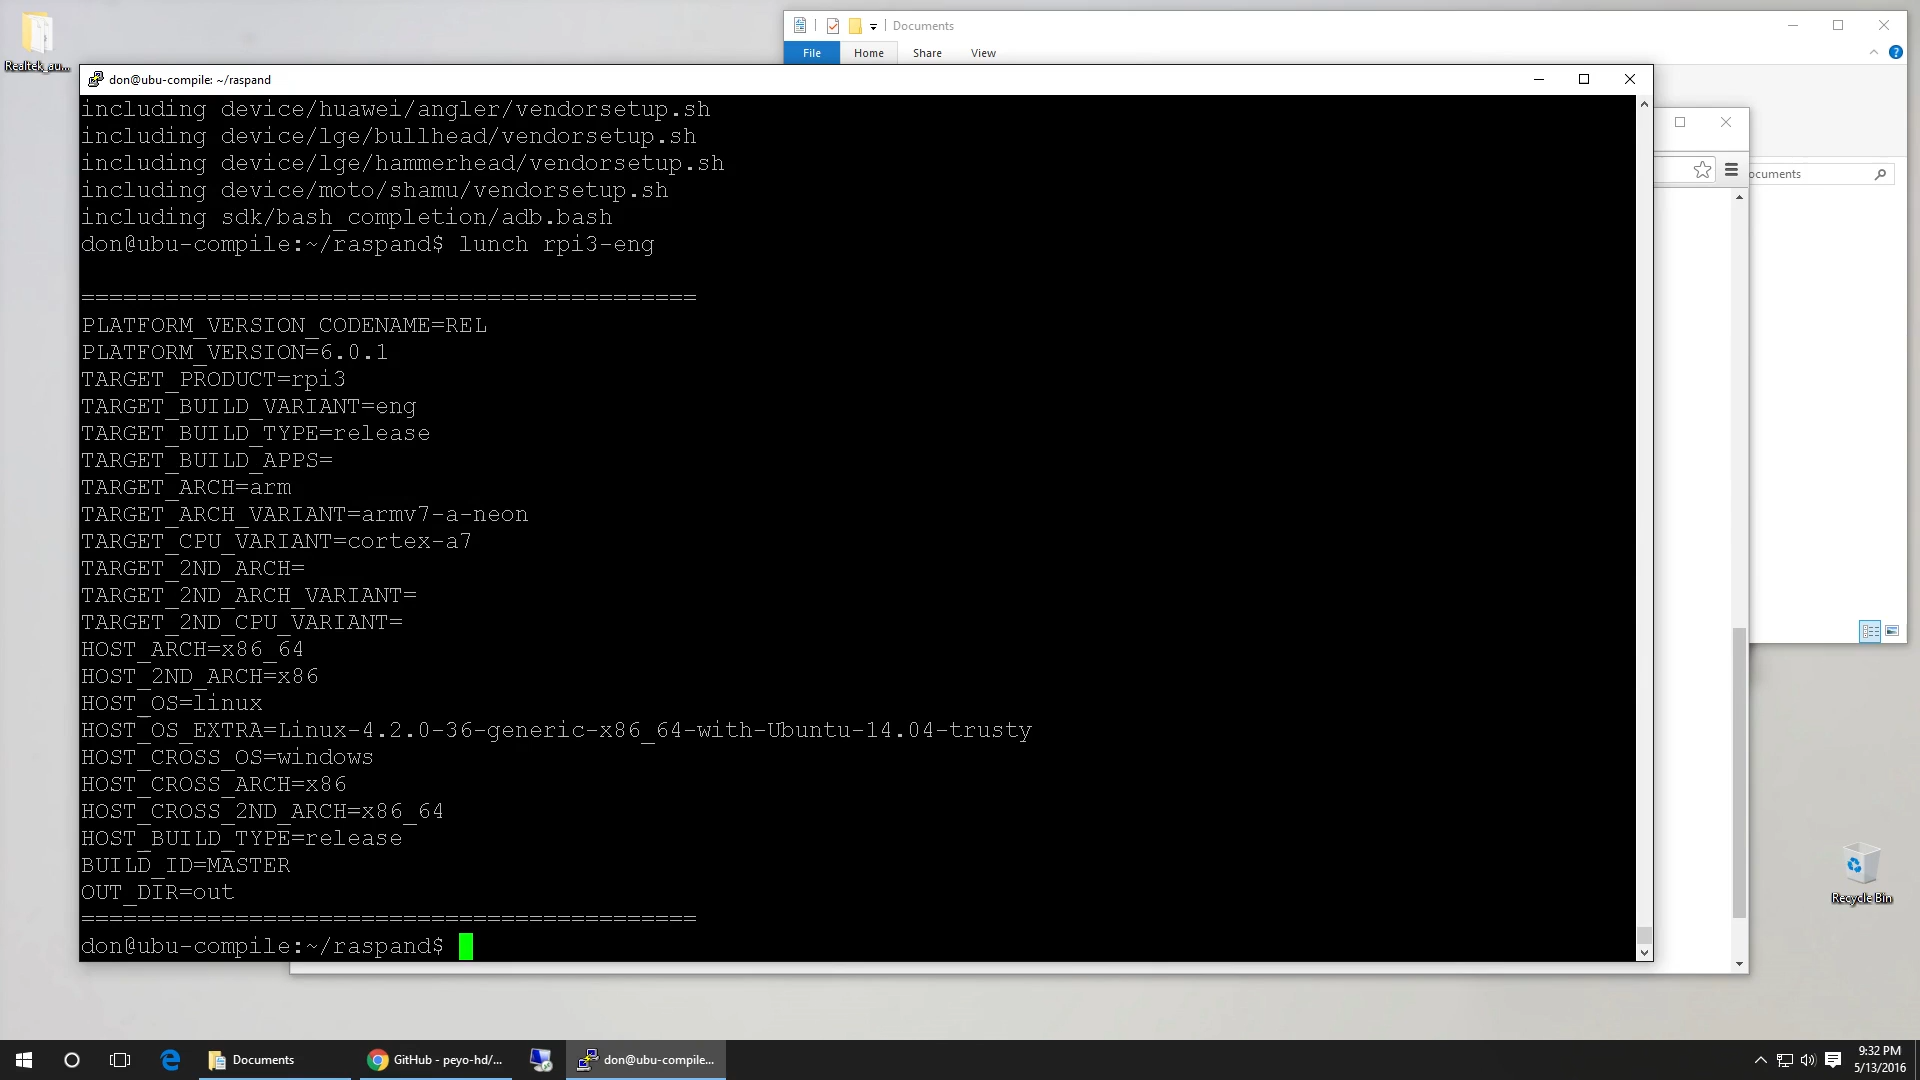 Documents
File Home Share View
Realtek_au...
don@ubu-compile: ~/raspand
including device/huawei/angler/vendorsetup.sh
including device/lge/bullhead/vendorsetup.sh
including device/lge/hammerhead/vendorsetup.sh
including device/moto/shamu/vendorsetup.sh
including sdk/bash_completion/adb.bash
don@ubu-compile:~/raspand$ lunch rpi3-eng
============================================
PLATFORM_VERSION_CODENAME=REL
PLATFORM_VERSION=6.0.1
TARGET_PRODUCT=rpi3
TARGET_BUILD_VARIANT=eng
TARGET_BUILD_TYPE=release
TARGET_BUILD_APPS=
TARGET_ARCH=arm
TARGET_ARCH_VARIANT=armv7-a-neon
TARGET_CPU_VARIANT=cortex-a7
TARGET_2ND_ARCH=
TARGET_2ND_ARCH_VARIANT=
TARGET_2ND_CPU_VARIANT=
HOST_ARCH=x86_64
HOST_2ND_ARCH=x86
HOST_OS=linux
HOST_OS_EXTRA=Linux-4.2.0-36-generic-x86_64-with-Ubuntu-14.04-trusty
HOST_CROSS_OS=windows
HOST_CROSS_ARCH=x86
HOST_CROSS_2ND_ARCH=x86_64
HOST_BUILD_TYPE=release
BUILD_ID=MASTER
OUT_DIR=out
============================================
don@ubu-compile:~/raspand$
ocuments
Recycle Bin
Documents
GitHub - peyo-hd/...
don@ubu-compile...
9:32 PM
5/13/2016